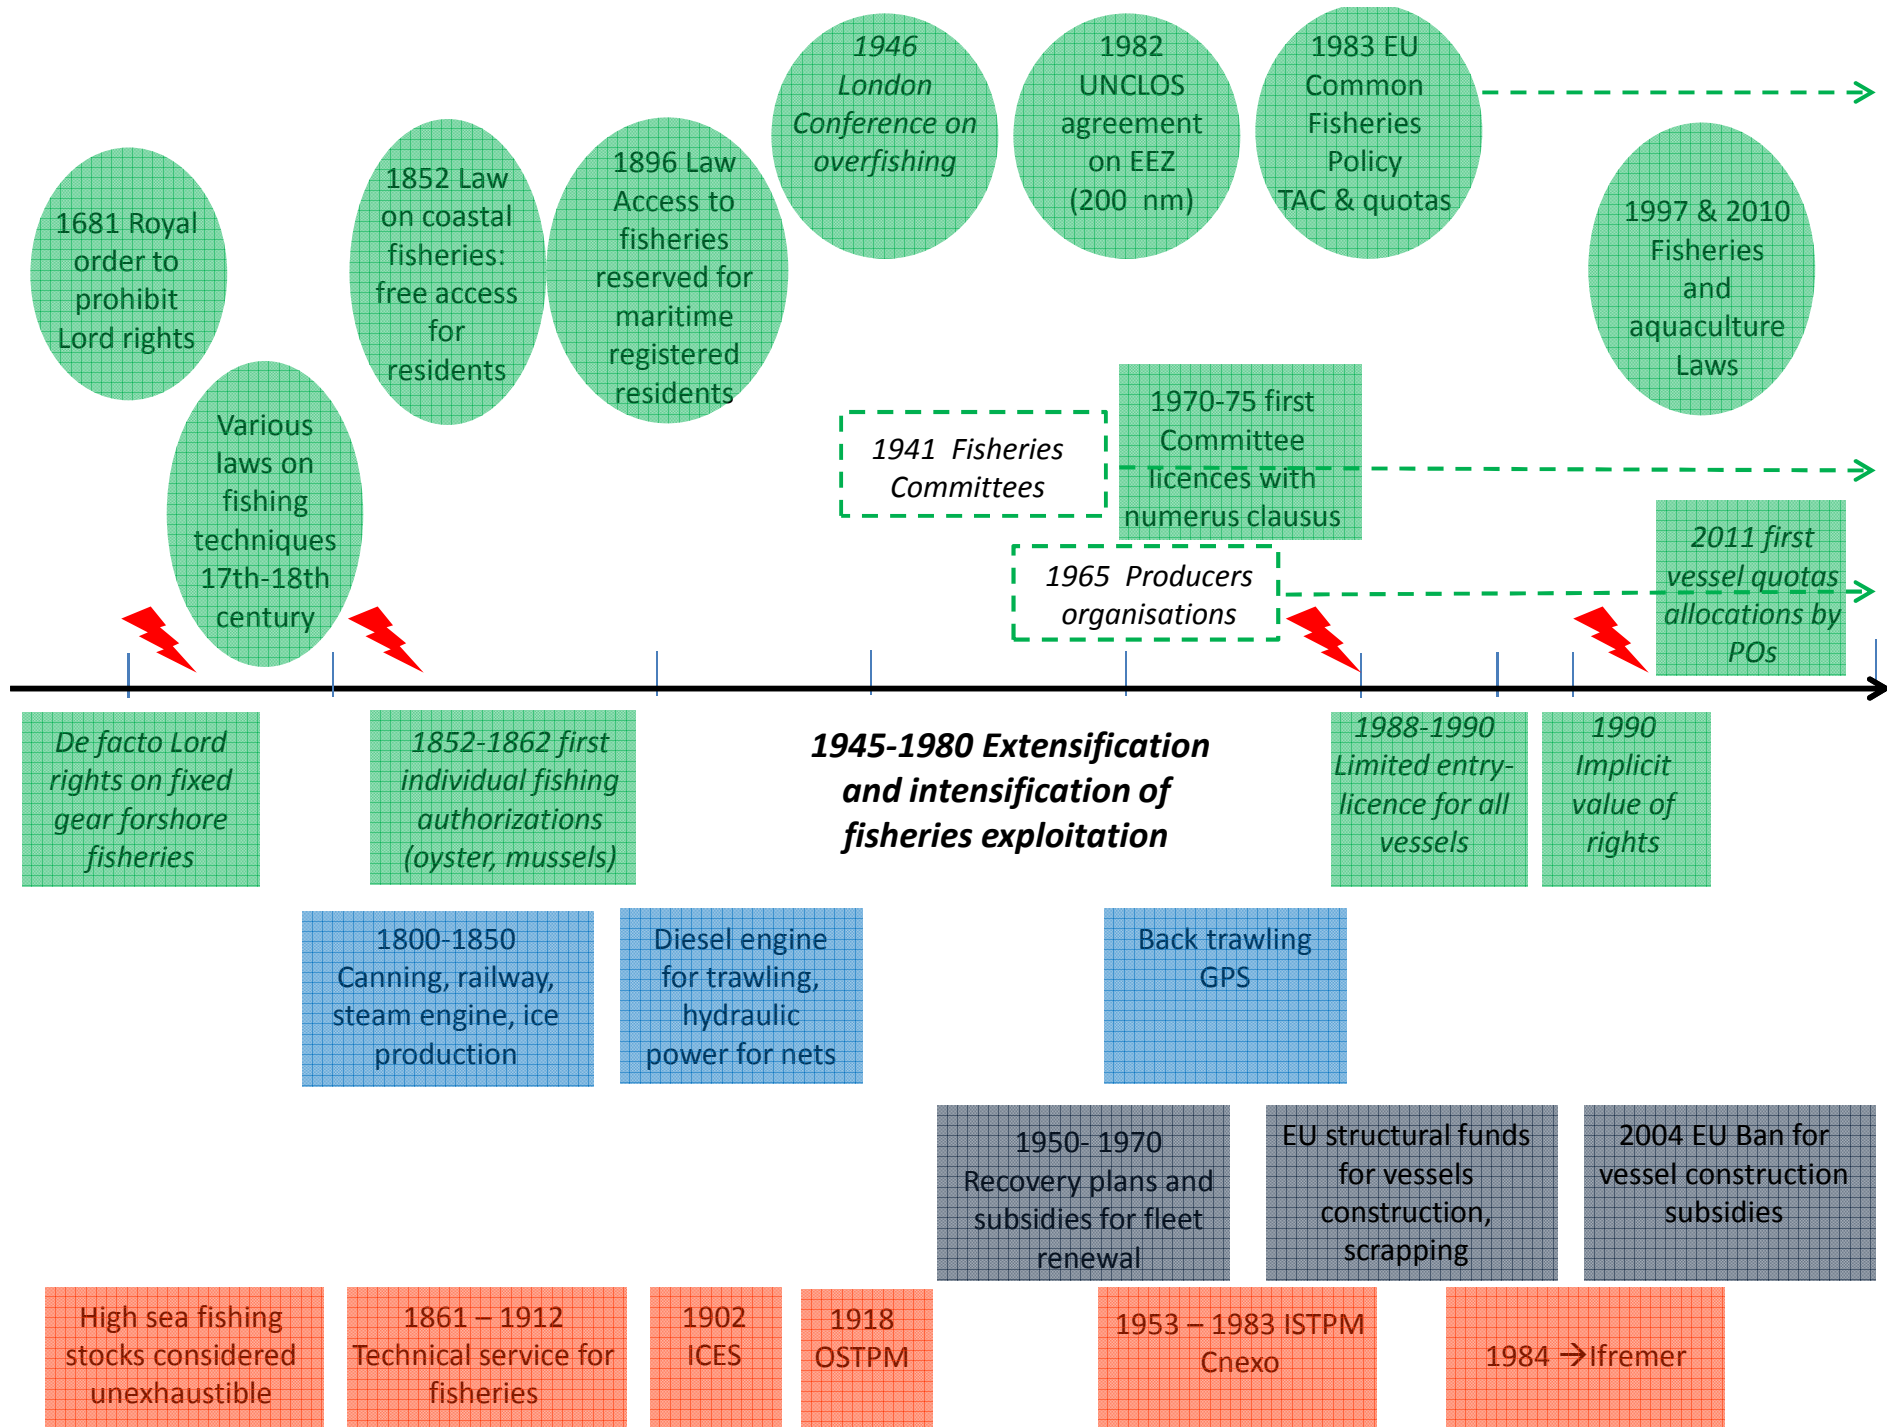 1681 Royal
order to
prohibit
Lord rights
Various
laws on
fishing
techniques
17th-18th
century
1852 Law
on coastal
fisheries:
free access
for
residents
1896 Law
Access to
fisheries
reserved for
maritime
registered
residents
1946
London
Conference on
overfishing
1982
UNCLOS
agreement
on EEZ
(200 nm)
1983 EU
Common
Fisheries
Policy
TAC & quotas
1997 & 2010
Fisheries
and
aquaculture
Laws
1941 Fisheries
Committees
1970-75 first
Committee
licences with
numerus clausus
1965 Producers
organisations
2011 first
vessel quotas
allocations by
POs
De facto Lord
rights on fixed
gear forshore
fisheries
1852-1862 first
individual fishing
authorizations
(oyster, mussels)
1945-1980 Extensification
and intensification of
fisheries exploitation
1988-1990
Limited entry-
licence for all
vessels
1990
Implicit
value of
rights
1800-1850
Canning, railway,
steam engine, ice
production
Diesel engine
for trawling,
hydraulic
power for nets
Back trawling
GPS
1950- 1970
Recovery plans and
subsidies for fleet
renewal
EU structural funds
for vessels
construction,
scrapping
2004 EU Ban for
vessel construction
subsidies
High sea fishing
stocks considered
unexhaustible
1861 – 1912
Technical service for
fisheries
1902
ICES
1918
OSTPM
1953 – 1983 ISTPM
Cnexo
1984 →Ifremer